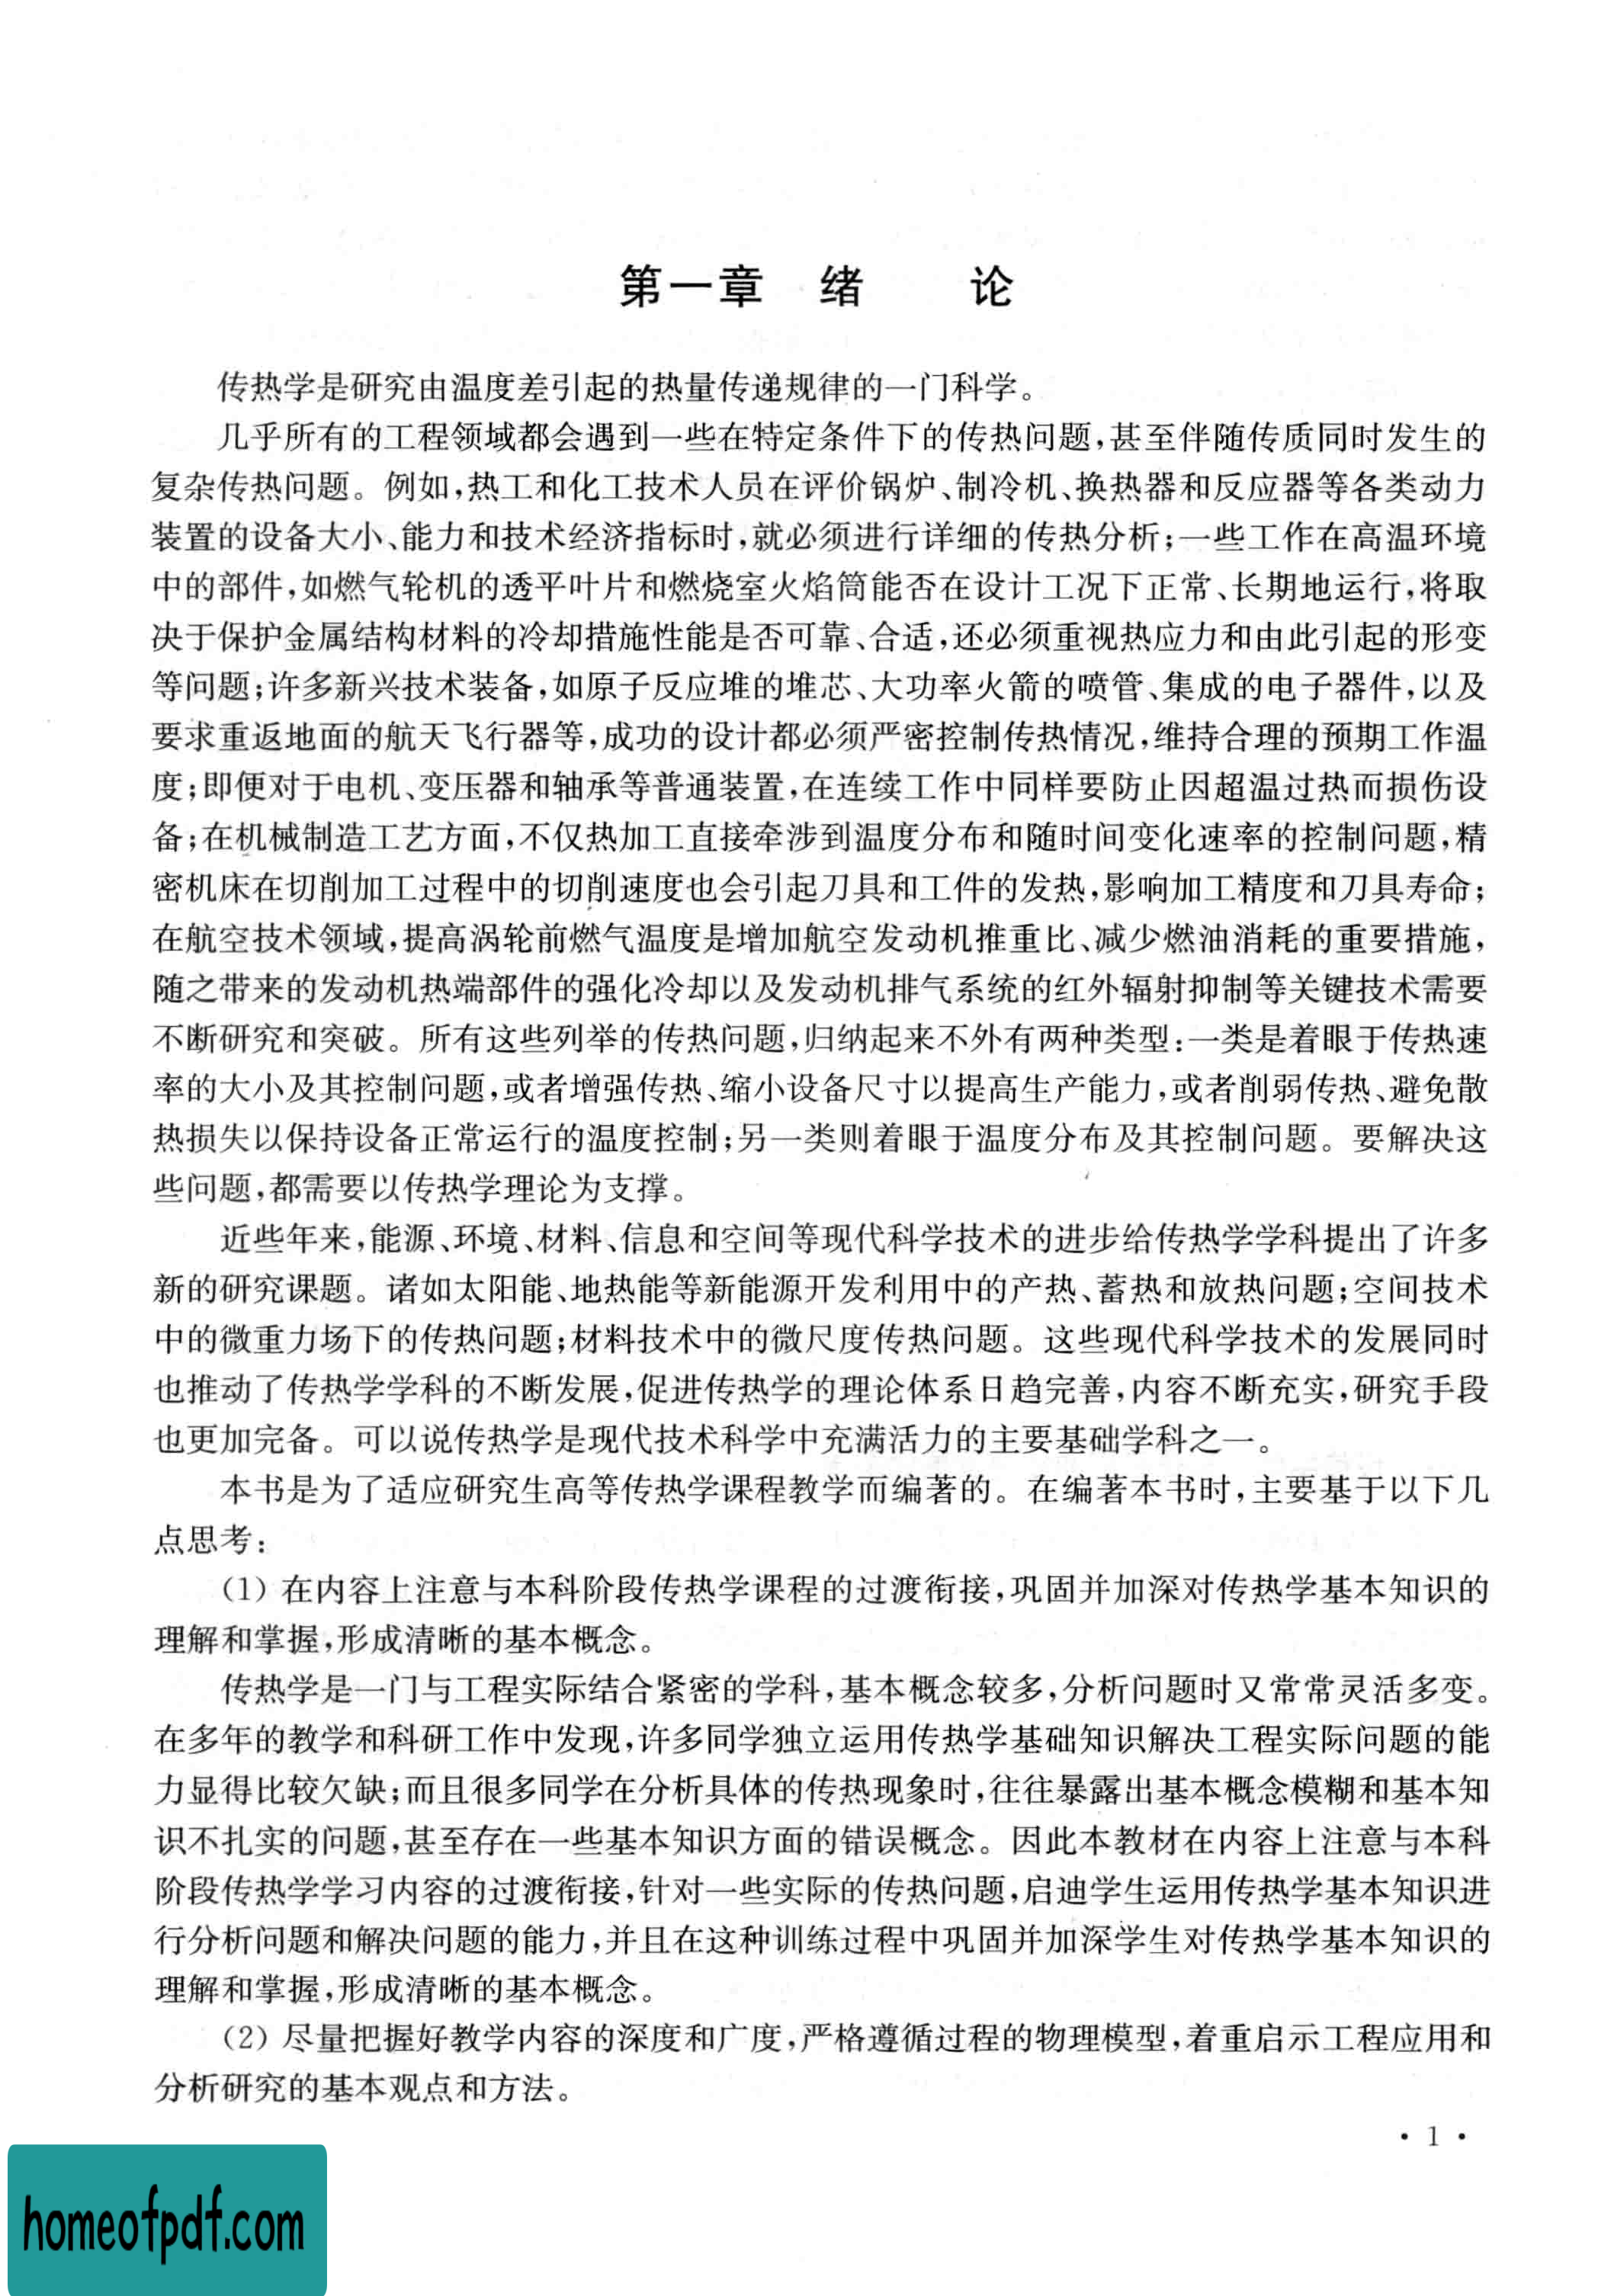 第一章 绪 论
传热学是研究由温度差引起的热量传递规律的一门科学。
几乎所有的工程领域都会遇到一些在特定条件下的传热问题,甚至伴随传质同时发生的
复杂传热问题。例如,热工和化工技术人员在评价锅炉、制冷机、换热器和反应器等各类动力
装置的设备大小、能力和技术经济指标时,就必须进行详细的传热分析;一些工作在高温环境
中的部件,如燃气轮机的透平叶片和燃烧室火焰筒能否在设计工况下正常、长期地运行,将取
决于保护金属结构材料的冷却措施性能是否可靠、合适,还必须重视热应力和由此引起的形变
等问题;许多新兴技术装备,如原子反应堆的堆芯、大功率火箭的喷管、集成的电子器件,以及
要求重返地面的航天飞行器等,成功的设计都必须严密控制传热情况,维持合理的预期工作温
度;即便对于电机、变压器和轴承等普通装置,在连续工作中同样要防止因超温过热而损伤设
备;在机械制造工艺方面,不仅热加工直接牵涉到温度分布和随时间变化速率的控制问题,精
密机床在切削加工过程中的切削速度也会引起刀具和工件的发热,影响加工精度和刀具寿命;
在航空技术领域,提高涡轮前燃气温度是增加航空发动机推重比、减少燃油消耗的重要措施,
随之带来的发动机热端部件的强化冷却以及发动机排气系统的红外辐射抑制等关键技术需要
不断研究和突破。所有这些列举的传热问题,归纳起来不外有两种类型:一类是着眼于传热速
率的大小及其控制问题,或者增强传热、缩小设备尺寸以提高生产能力,或者削弱传热、避免散
热损失以保持设备正常运行的温度控制;另一类则着眼于温度分布及其控制问题。要解决这
些问题,都需要以传热学理论为支撑。
近些年来,能源、环境、材料、信息和空间等现代科学技术的进步给传热学学科提出了许多
新的研究课题。诸如太阳能、地热能等新能源开发利用中的产热、蓄热和放热问题;空间技术
中的微重力场下的传热问题;材料技术中的微尺度传热问题。这些现代科学技术的发展同时
也推动了传热学学科的不断发展,促进传热学的理论体系日趋完善,内容不断充实,研究手段
也更加完备。可以说传热学是现代技术科学中充满活力的主要基础学科之一。
本书是为了适应研究生高等传热学课程教学而编著的。在编著本书时,主要基于以下几
点思考:
(1) 在内容上注意与本科阶段传热学课程的过渡衔接,巩固并加深对传热学基本知识的
理解和掌握,形成清晰的基本概念。
传热学是一门与工程实际结合紧密的学科,基本概念较多,分析问题时又常常灵活多变。
在多年的教学和科研工作中发现,许多同学独立运用传热学基础知识解决工程实际问题的能
力显得比较欠缺;而且很多同学在分析具体的传热现象时,往往暴露出基本概念模糊和基本知
识不扎实的问题,甚至存在一些基本知识方面的错误概念。因此本教材在内容上注意与本科
阶段传热学学习内容的过渡衔接,针对一些实际的传热问题,启迪学生运用传热学基本知识进
行分析问题和解决问题的能力,并且在这种训练过程中巩固并加深学生对传热学基本知识的
理解和掌握,形成清晰的基本概念。
(2) 尽量把握好教学内容的深度和广度,严格遵循过程的物理模型,着重启示工程应用和
分析研究的基本观点和方法。
· 1 ·
homeofpdf.com